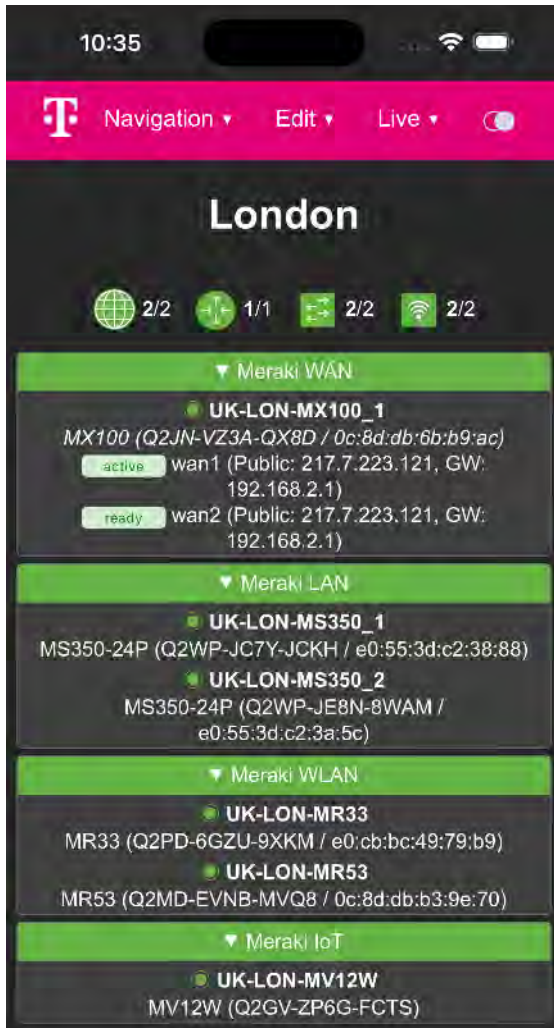 10:35
T Navigation ▾ Edit ▾ Live ▾
London
2/2 1/1 2/2 2/2
▼ Meraki WAN
UK-LON-MX100_1
MX100 (Q2JN-VZ3A-QX8D / 0c:8d:db:6b:b9:ac)
active wan1 (Public: 217.7.223.121, GW:
192.168.2.1)
ready wan2 (Public: 217.7.223.121, GW:
192.168.2.1)
▼ Meraki LAN
UK-LON-MS350_1
MS350-24P (Q2WP-JC7Y-JCKH / e0:55:3d:c2:38:88)
UK-LON-MS350_2
MS350-24P (Q2WP-JE8N-8WAM /
e0:55:3d:c2:3a:5c)
▼ Meraki WLAN
UK-LON-MR33
MR33 (Q2PD-6GZU-9XKM / e0:cb:bc:49:79:b9)
UK-LON-MR53
MR53 (Q2MD-EVNB-MVQ8 / 0c:8d:db:b3:9e:70)
▼ Meraki IoT
UK-LON-MV12W
MV12W (Q2GV-ZP6G-FCTS)